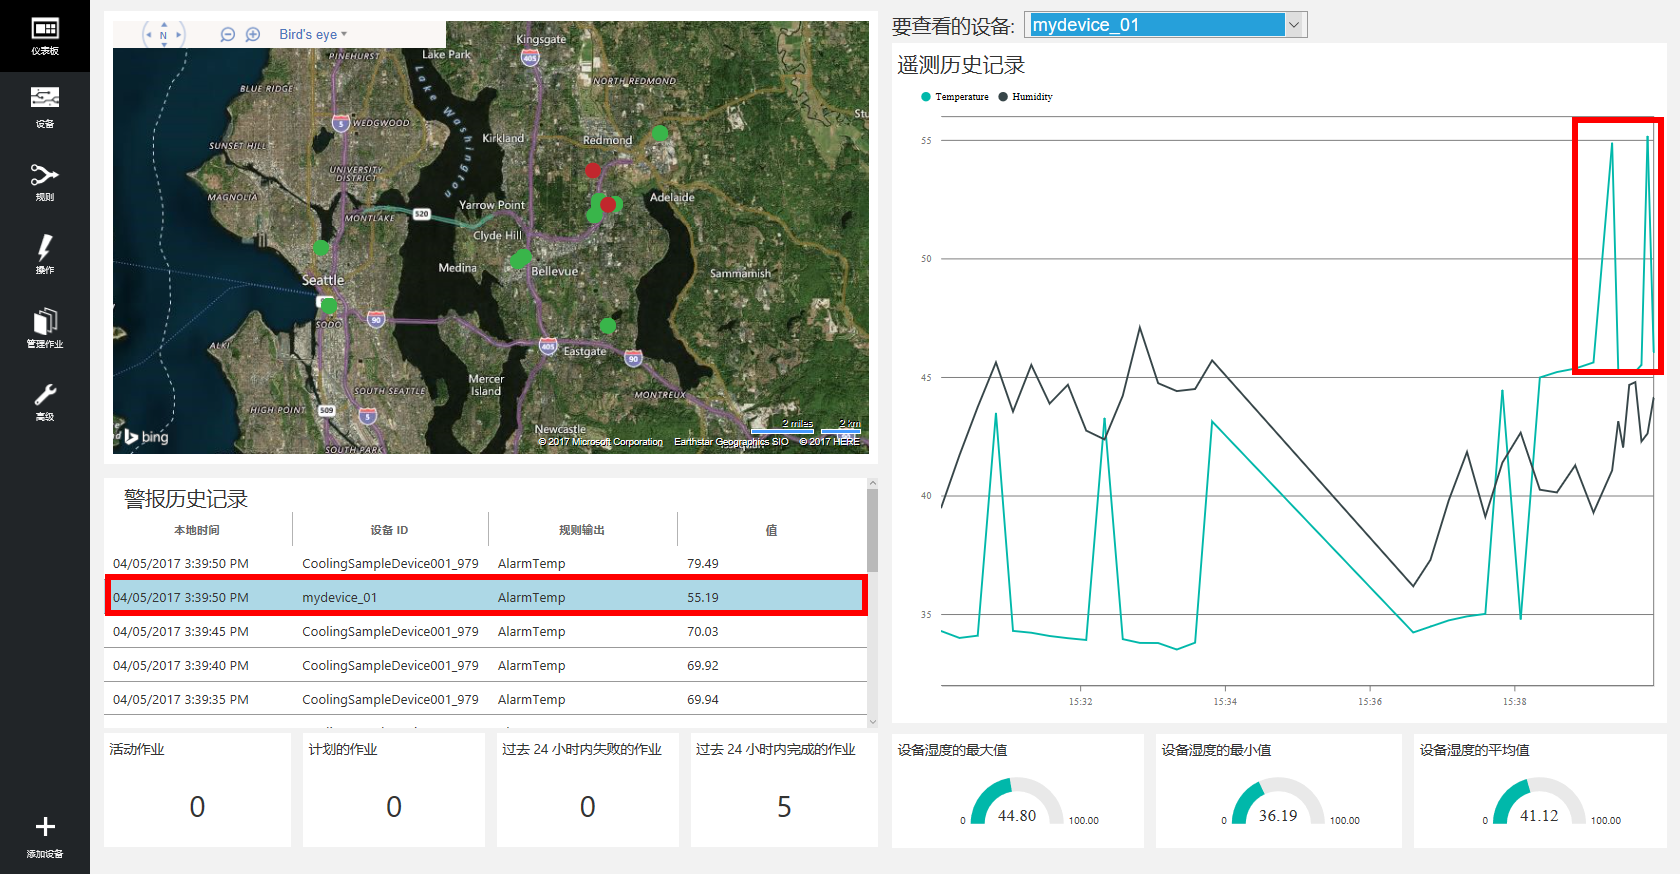 仪表板
设备
规则
操作
管理作业
高级
添加设备
N
Bird's eye
Kingsgate
Lake Park
PINEHURST
405
NORTH REDMOND
BLUE RIDGE
Lake Washington
5
WEDGWOOD
Kirkland
Redmond
SUNSET HILL
UNIVERSITY
DISTRICT
MAGNOLIA
Yarrow Point
Adelaide
MONTLAKE
520
Clyde Hill
Medina
Bellevue
Sammamish
Seattle
SODO
90
ALKI
405
Eastgate
90
Mercer
Island
SOUTH SEATTLE
MONTREUX
HIGH POINT
509
5
Newcastle
2 miles
2 km
bing
© 2017 Microsoft Corporation
Earthstar Geographics SIO
© 2017 HERE
SOUTH PARK
警报历史记录
本地时间 设备 ID 规则输出 值
04/05/2017 3:39:50 PM CoolingSampleDevice001_979 AlarmTemp 79.49
04/05/2017 3:39:50 PM mydevice_01 AlarmTemp 55.19
04/05/2017 3:39:45 PM CoolingSampleDevice001_979 AlarmTemp 70.03
04/05/2017 3:39:40 PM CoolingSampleDevice001_979 AlarmTemp 69.92
04/05/2017 3:39:35 PM CoolingSampleDevice001_979 AlarmTemp 69.94
活动作业
0
计划的作业
0
过去 24 小时内失败的作业
0
过去 24 小时内完成的作业
5
要查看的设备: mydevice_01
遥测历史记录
Temperature Humidity
55
50
45
40
35
15:32 15:34 15:36 15:38
设备湿度的最大值
0 44.80 100.00
设备湿度的最小值
0 36.19 100.00
设备湿度的平均值
0 41.12 100.00